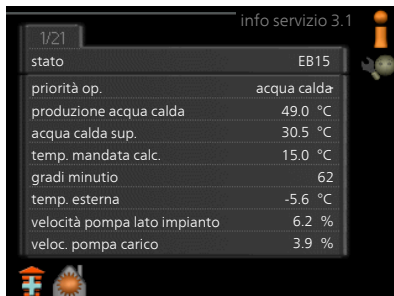 info servizio 3.1
1/21
stato EB15
priorità op. acqua calda
produzione acqua calda 49.0 °C
acqua calda sup. 30.5 °C
temp. mandata calc. 15.0 °C
gradi minutio 62
temp. esterna -5.6 °C
velocità pompa lato impianto 6.2 %
veloc. pompa carico 3.9 %